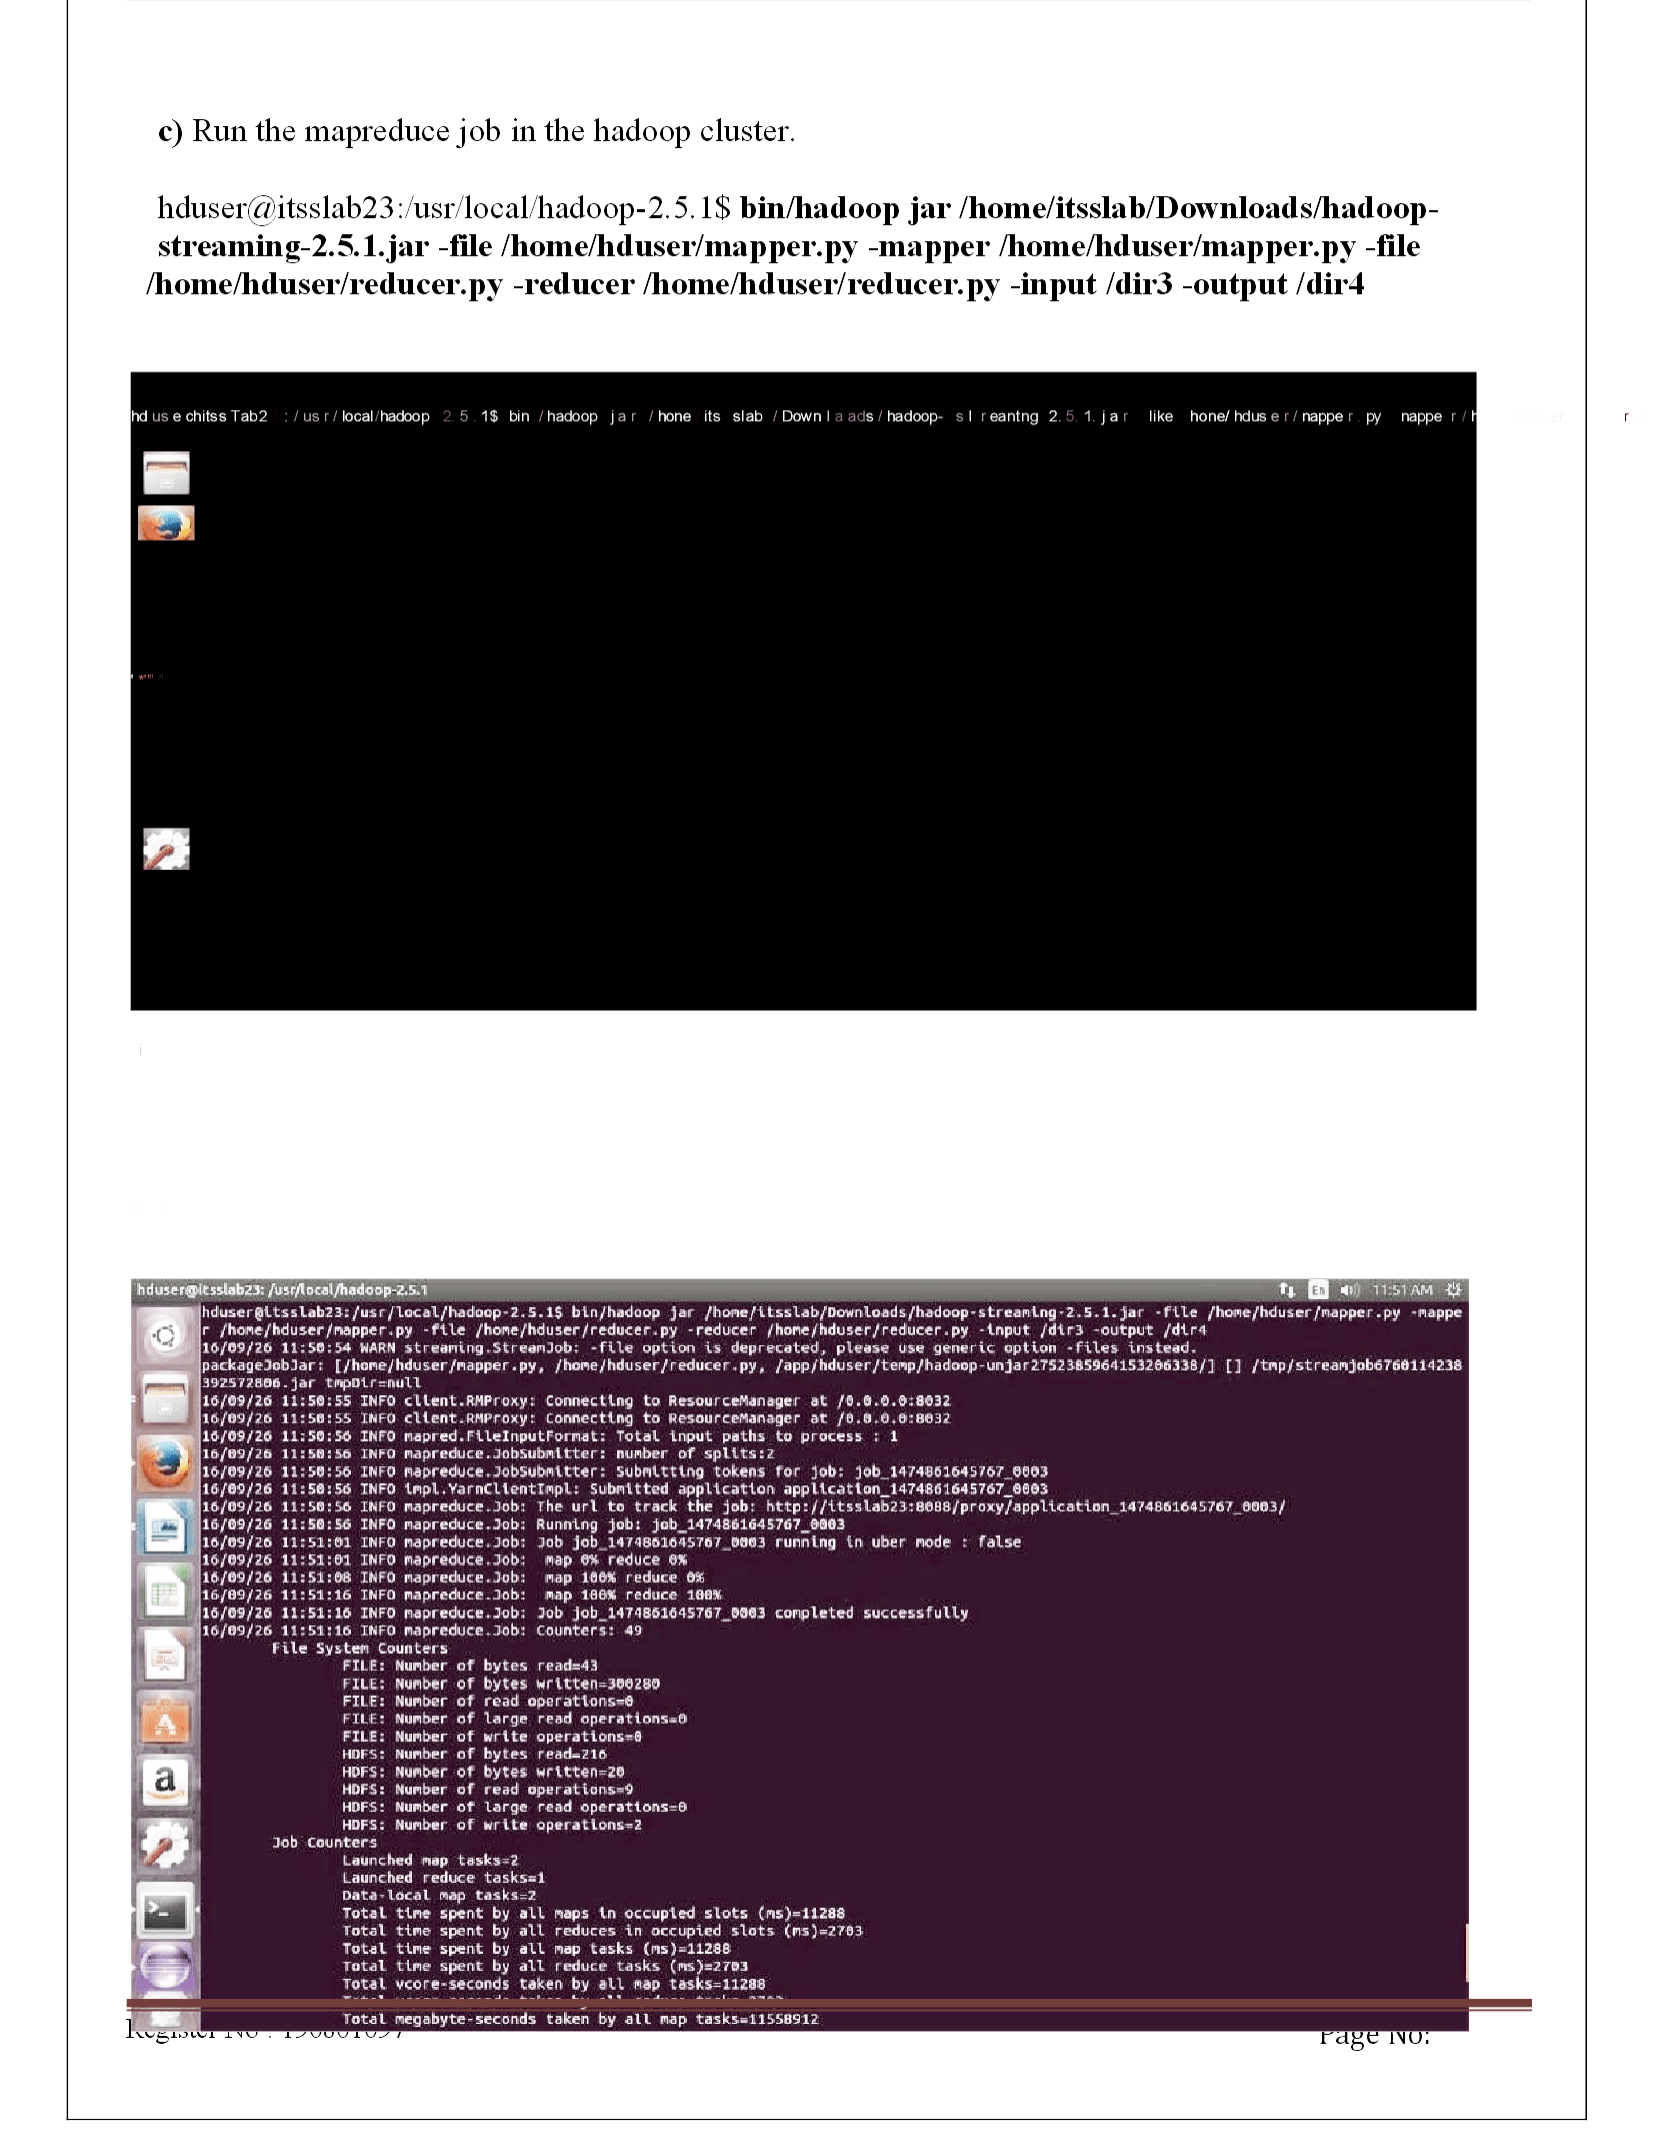 c) Run the mapreduce job in the hadoop cluster.
hduser@itsslab23:/usr/local/hadoop-2.5.1$ bin/hadoop jar /home/itsslab/Downloads/hadoop-
streaming-2.5.1.jar -file /home/hduser/mapper.py -mapper /home/hduser/mapper.py -file
/home/hduser/reducer.py -reducer /home/hduser/reducer.py -input /dir3 -output /dir4
hd us e chitss Tab2 : / us r / local/hadoop 2. 5 . 1$ bin / hadoop j a r / hone its slab / Down l a ads / hadoop- s l r eantng 2. 5. 1. j a r like hone/ hdus e r / nappe r . py nappe r / h er r
hduser@itsslab23: /usr/local/hadoop-2.5.1 En 11:51 AM
hduser@itsslab23:/usr/local/hadoop-2.5.1$ bin/hadoop jar /home/itsslab/Downloads/hadoop-streaming-2.5.1.jar -file /home/hduser/mapper.py -mappe
r /home/hduser/mapper.py -file /home/hduser/reducer.py -reducer /home/hduser/reducer.py -input /dir3 -output /dir4
16/09/26 11:50:54 WARN streaming.StreamJob: -file option is deprecated, please use generic option -files instead.
packageJobJar: [/home/hduser/mapper.py, /home/hduser/reducer.py, /app/hduser/temp/hadoop-unjar2752385964153206338/] [] /tmp/streamjob6760114238
392572806.jar tmpDir=null
16/09/26 11:50:55 INFO client.RMProxy: Connecting to ResourceManager at /0.0.0.0:8032
16/09/26 11:50:55 INFO client.RMProxy: Connecting to ResourceManager at /0.0.0.0:8032
16/09/26 11:50:56 INFO mapred.FileInputFormat: Total input paths to process : 1
16/09/26 11:50:56 INFO mapreduce.JobSubmitter: number of splits:2
16/09/26 11:50:56 INFO mapreduce.JobSubmitter: Submitting tokens for job: job_1474861645767_0003
16/09/26 11:50:56 INFO impl.YarnClientImpl: Submitted application application_1474861645767_0003
16/09/26 11:50:56 INFO mapreduce.Job: The url to track the job: http://itsslab23:8088/proxy/application_1474861645767_0003/
16/09/26 11:50:56 INFO mapreduce.Job: Running job: job_1474861645767_0003
16/09/26 11:51:01 INFO mapreduce.Job: Job job_1474861645767_0003 running in uber mode : false
16/09/26 11:51:01 INFO mapreduce.Job: map 0% reduce 0%
16/09/26 11:51:08 INFO mapreduce.Job: map 100% reduce 0%
16/09/26 11:51:16 INFO mapreduce.Job: map 100% reduce 100%
16/09/26 11:51:16 INFO mapreduce.Job: Job job_1474861645767_0003 completed successfully
16/09/26 11:51:16 INFO mapreduce.Job: Counters: 49
File System Counters
FILE: Number of bytes read=43
FILE: Number of bytes written=300280
FILE: Number of read operations=0
FILE: Number of large read operations=0
FILE: Number of write operations=0
HDFS: Number of bytes read=216
HDFS: Number of bytes written=20
HDFS: Number of read operations=9
HDFS: Number of large read operations=0
HDFS: Number of write operations=2
Job Counters
Launched map tasks=2
Launched reduce tasks=1
Data-local map tasks=2
Total time spent by all maps in occupied slots (ms)=11288
Total time spent by all reduces in occupied slots (ms)=2703
Total time spent by all map tasks (ms)=11288
Total time spent by all reduce tasks (ms)=2703
Total vcore-seconds taken by all map tasks=11288
Total megabyte-seconds taken by all map tasks=11558912
Register No : Page No: